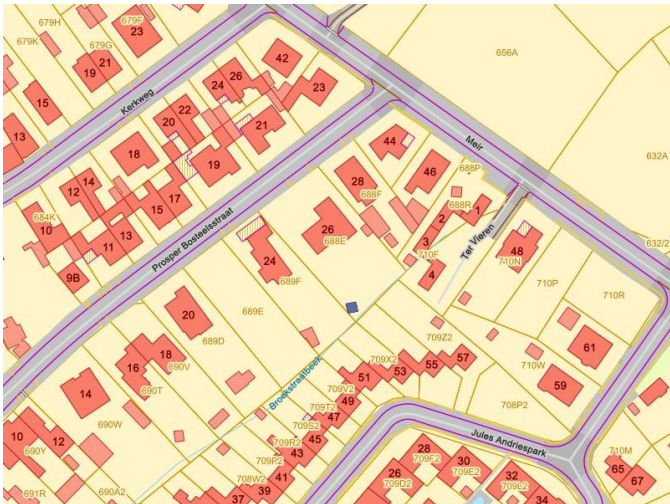 679H
679F
23
679G
679K
21
19
15
13
Kerkweg
42
26
24
23
22
20
21
18
19
656A
Meir
632A
632/2
44
46
688P
688R
1
2
3
4
710F
Ter Vieren
48
710N
710P
710R
28
688F
26
688E
14
12
17
15
13
11
10
684K
9B
Prosper Bosteelsstraat
24
689F
689E
20
689D
18
690V
16
690T
14
690W
10
12
690Y
691R
690A2
Broekstraatbeek
709Z2
57
55
53
709X2
51
709V2
49
709T2
47
709S2
45
709R2
43
709P2
41
708W2
39
37
61
710W
59
708P2
Jules Andriespark
28
709F2
30
709E2
26
709D2
32
709L2
34
710M
65
67